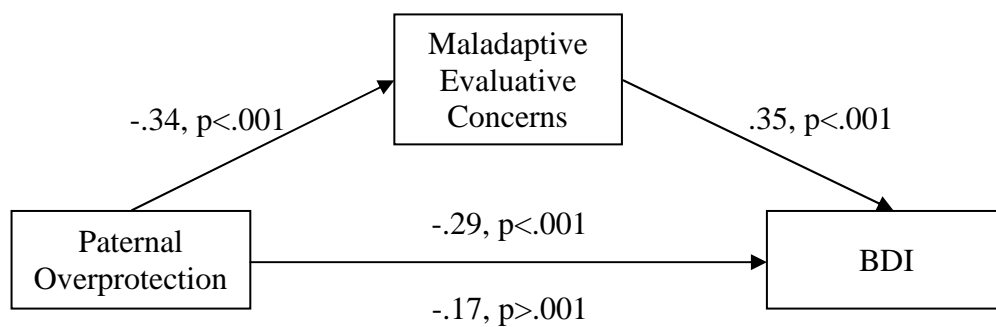 Maladaptive
Evaluative
Concerns
-.34, p<.001
.35, p<.001
Paternal
Overprotection
-.29, p<.001
BDI
-.17, p>.001